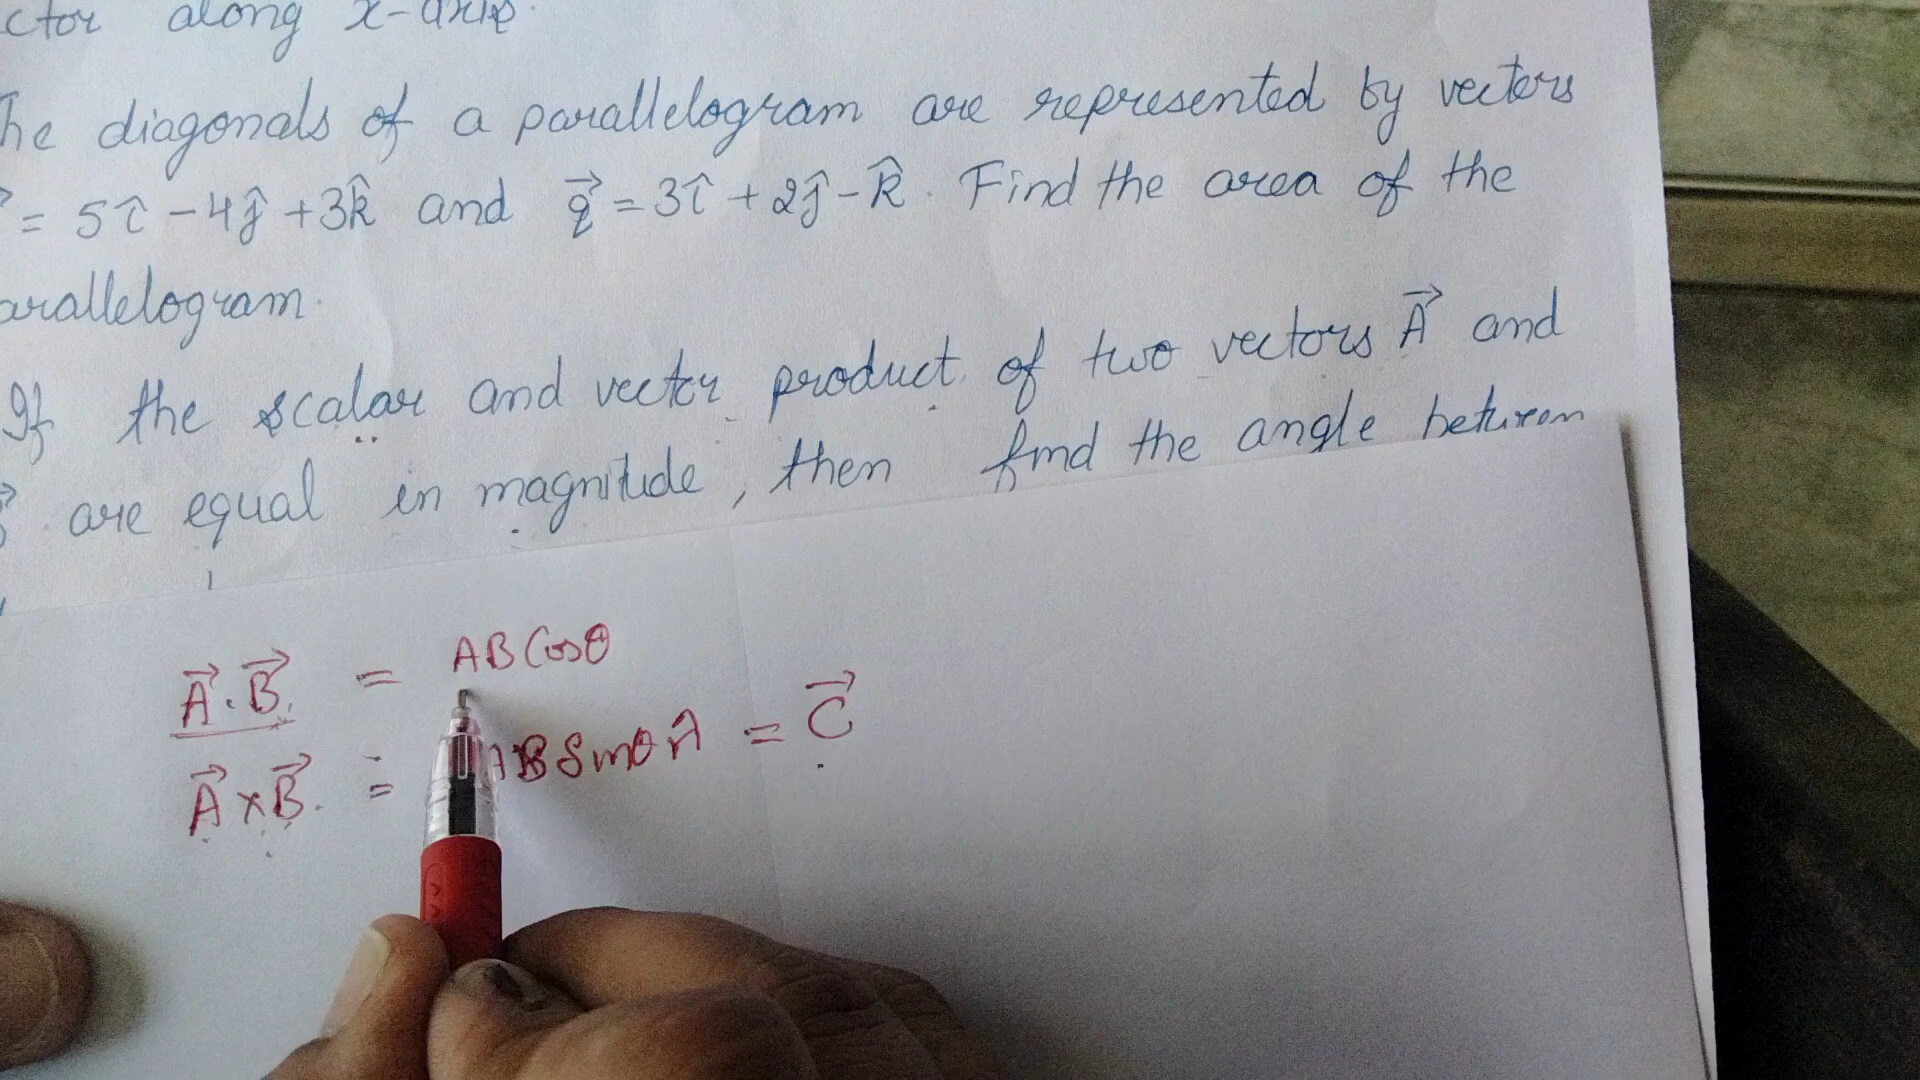 along x-axis.
he diagonals of a parallelogram are represented by vectors
= 5î - 4ĵ + 3k̂ and q⃗ = 3î + 2ĵ - k̂. Find the area of the
arallelogram.
If the scalar and vector product of two vectors A⃗ and
are equal in magnitude, then find the angle between
A⃗.B⃗. = AB Cosθ
A⃗×B⃗. = AB Sinθ n̂ = C⃗